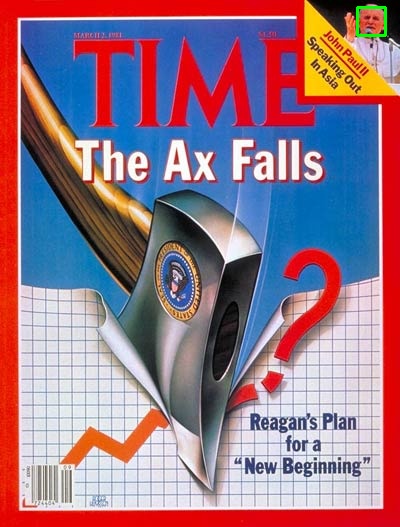 MARCH 2, 1981
$1.50
TIME
John Paul II
Speaking Out
In Asia
The Ax Falls
Reagan's Plan
for a
"New Beginning"
09